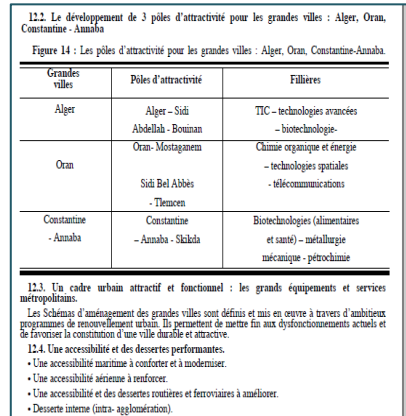 12.2. Le développement de 3 pôles d'attractivité pour les grandes villes : Alger, Oran,
Constantine - Annaba
Figure 14 : Les pôles d'attractivité pour les grandes villes : Alger, Oran, Constantine-Annaba.
Grandes villes Pôles d'attractivité Fillières
Alger Alger – Sidi TIC – technologies avancées
Abdellah - Bouinan – biotechnologie-
Oran- Mostaganem Chimie organique et énergie
Oran – technologies spatiales
Sidi Bel Abbès - télécommunications
- Tlemcen
Constantine Constantine Biotechnologies (alimentaires
- Annaba – Annaba - Skikda et santé) – métallurgie
mécanique - pétrochimie
12.3. Un cadre urbain attractif et fonctionnel : les grands équipements et services
métropolitains.
Les Schémas d'aménagement des grandes villes sont définis et mis en œuvre à travers d'ambitieux
programmes de renouvellement urbain. Ils permettent de mettre fin aux dysfonctionnements actuels et
de favoriser la constitution d'une ville durable et attractive.
12.4. Une accessibilité et des dessertes performantes.
• Une accessibilité maritime à conforter et à moderniser.
• Une accessibilité aérienne à renforcer.
• Une accessibilité et des dessertes routières et ferroviaires à améliorer.
• Desserte interne (intra- agglomération).